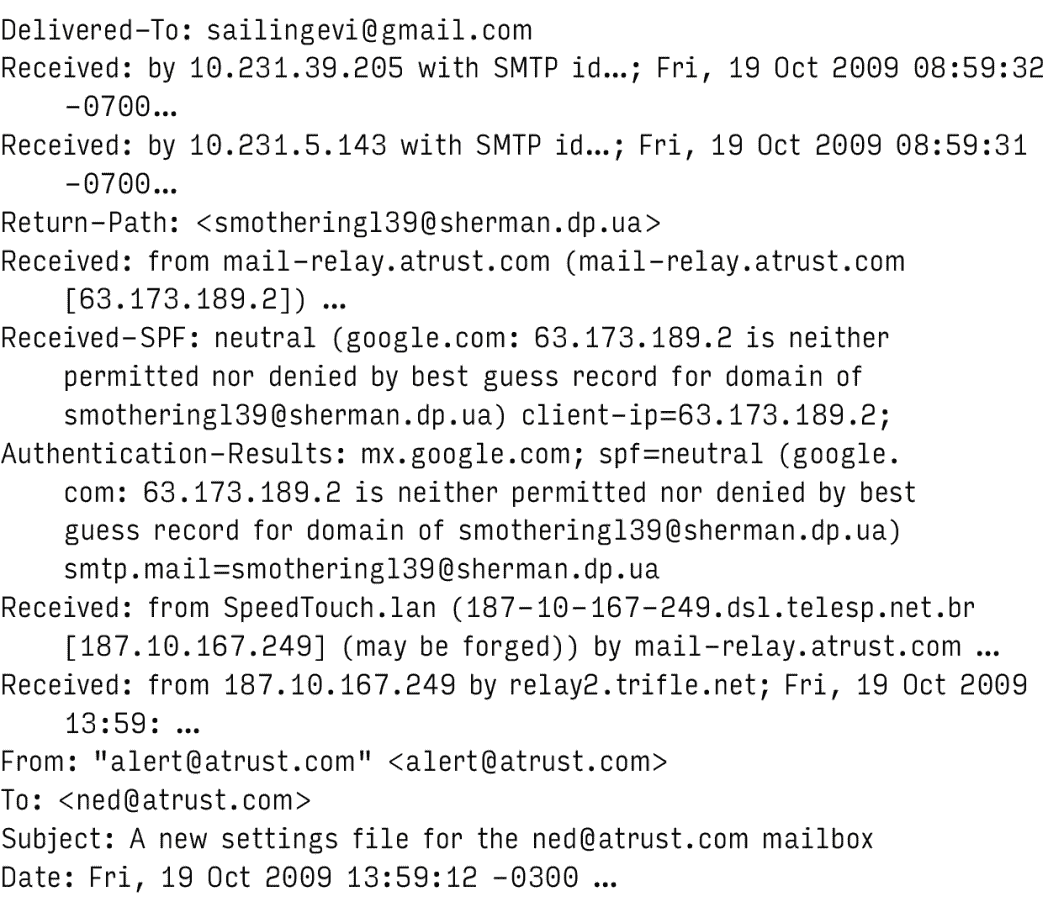 Delivered-To: sailingevi@gmail.com
Received: by 10.231.39.205 with SMTP id…; Fri, 19 Oct 2009 08:59:32
-0700…
Received: by 10.231.5.143 with SMTP id…; Fri, 19 Oct 2009 08:59:31
-0700…
Return-Path: <smotheringl39@sherman.dp.ua>
Received: from mail-relay.atrust.com (mail-relay.atrust.com
[63.173.189.2]) …
Received-SPF: neutral (google.com: 63.173.189.2 is neither
permitted nor denied by best guess record for domain of
smotheringl39@sherman.dp.ua) client-ip=63.173.189.2;
Authentication-Results: mx.google.com; spf=neutral (google.
com: 63.173.189.2 is neither permitted nor denied by best
guess record for domain of smotheringl39@sherman.dp.ua)
smtp.mail=smotheringl39@sherman.dp.ua
Received: from SpeedTouch.lan (187-10-167-249.dsl.telesp.net.br
[187.10.167.249] (may be forged)) by mail-relay.atrust.com …
Received: from 187.10.167.249 by relay2.trifle.net; Fri, 19 Oct 2009
13:59: …
From: "alert@atrust.com" <alert@atrust.com>
To: <ned@atrust.com>
Subject: A new settings file for the ned@atrust.com mailbox
Date: Fri, 19 Oct 2009 13:59:12 -0300 …